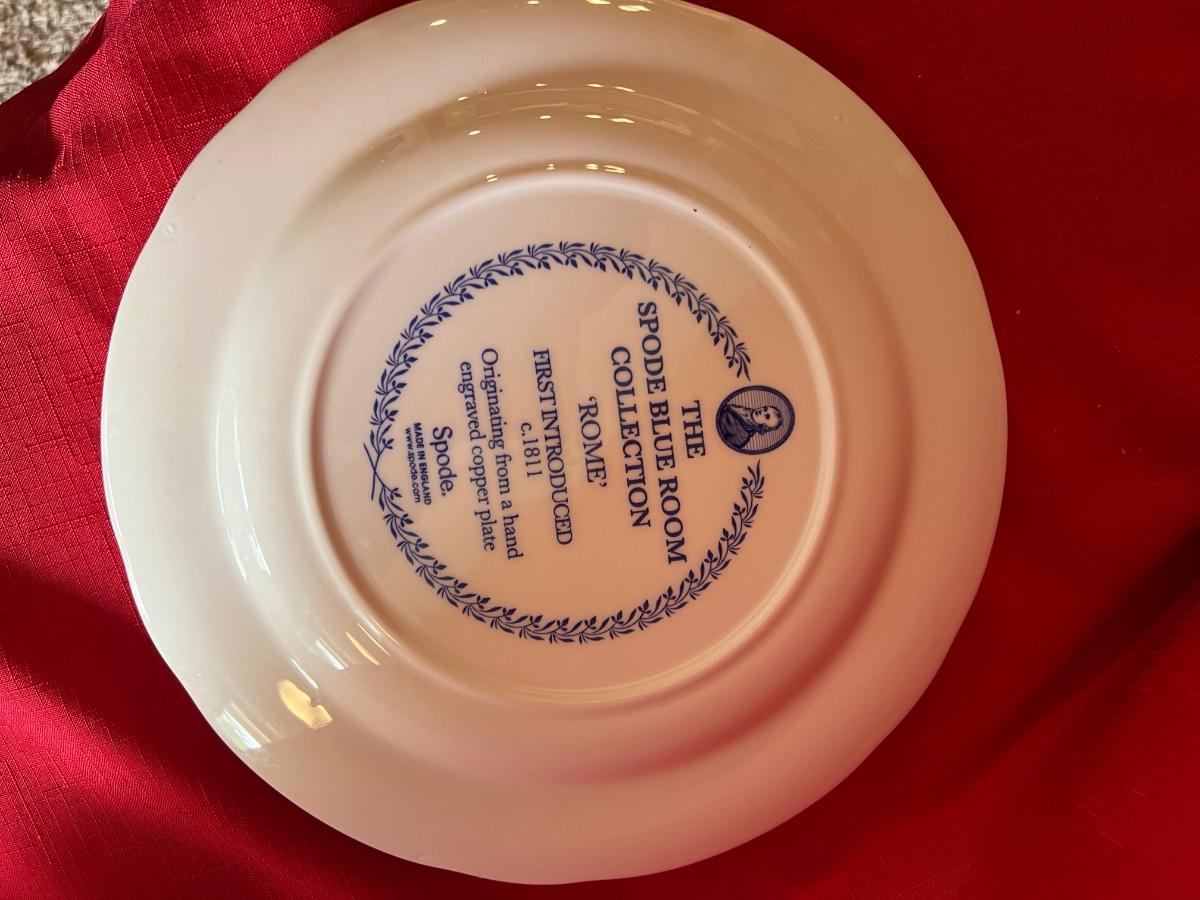 THE
SPODE BLUE ROOM
COLLECTION
‘ROME’
FIRST INTRODUCED
c.1811
Originating from a hand
engraved copper plate
Spode.
MADE IN ENGLAND
www.spode.com